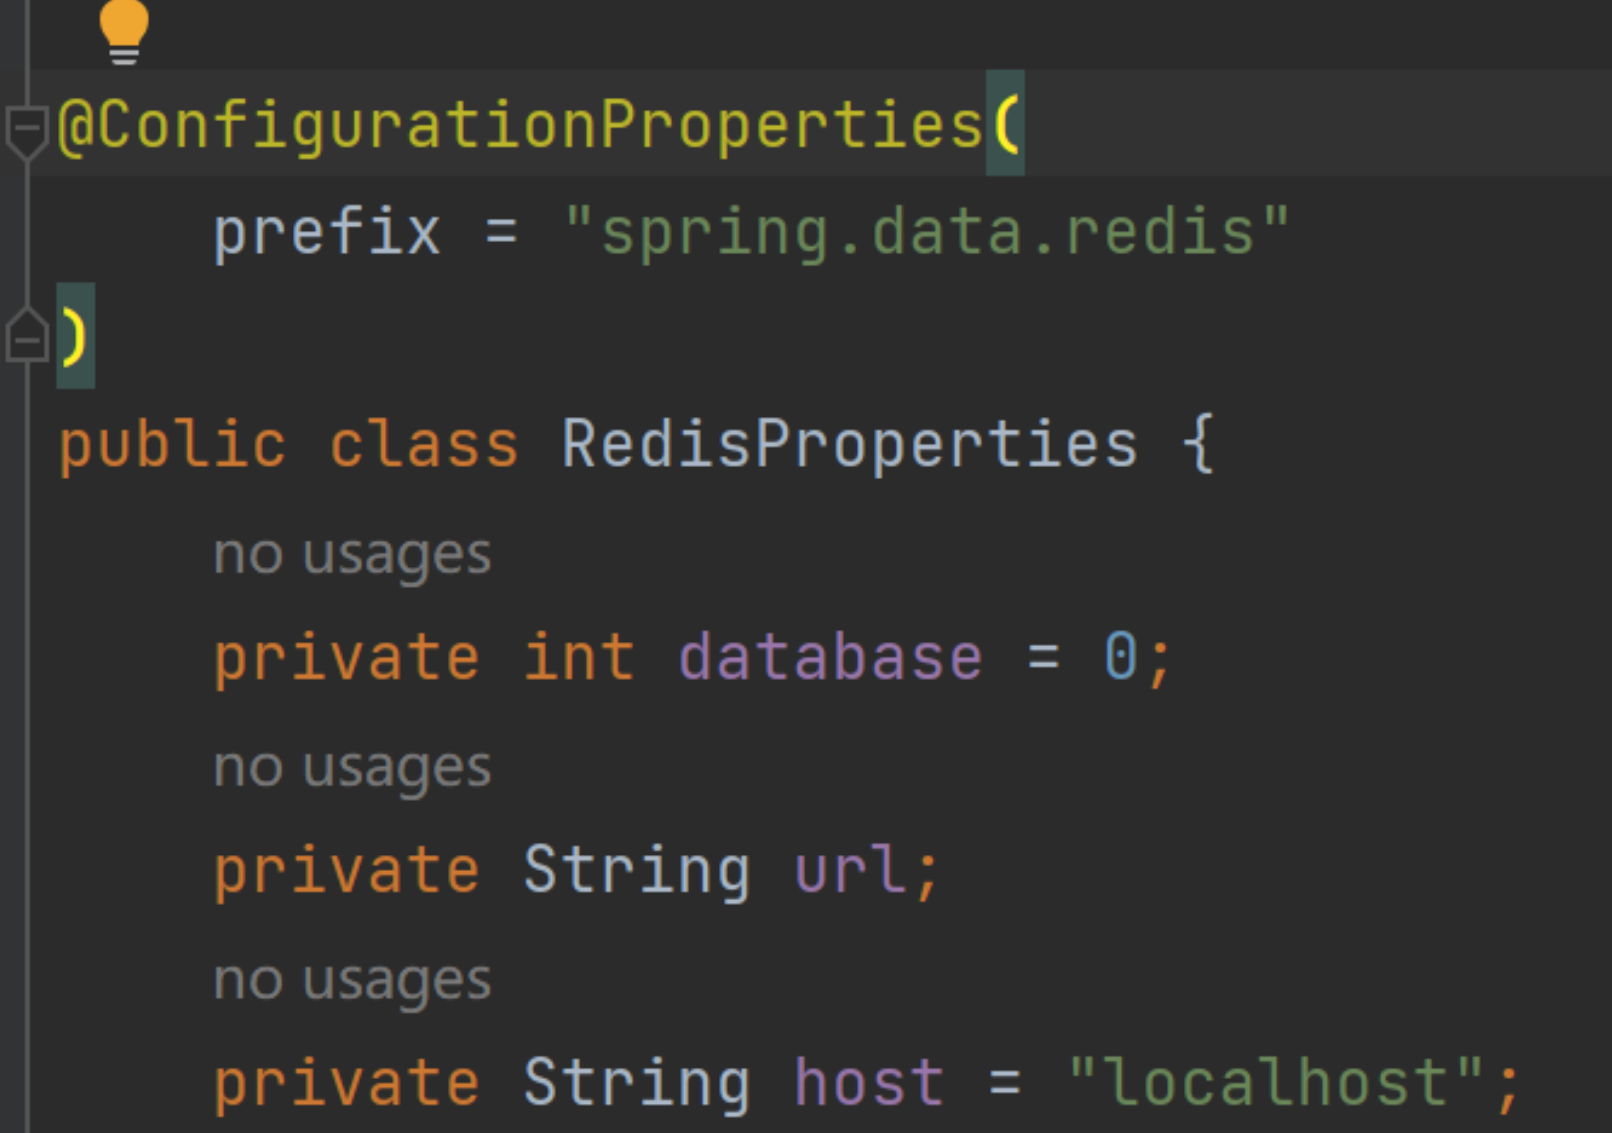 @ConfigurationProperties(
prefix = "spring.data.redis"
)
public class RedisProperties {
no usages
private int database = 0;
no usages
private String url;
no usages
private String host = "localhost";